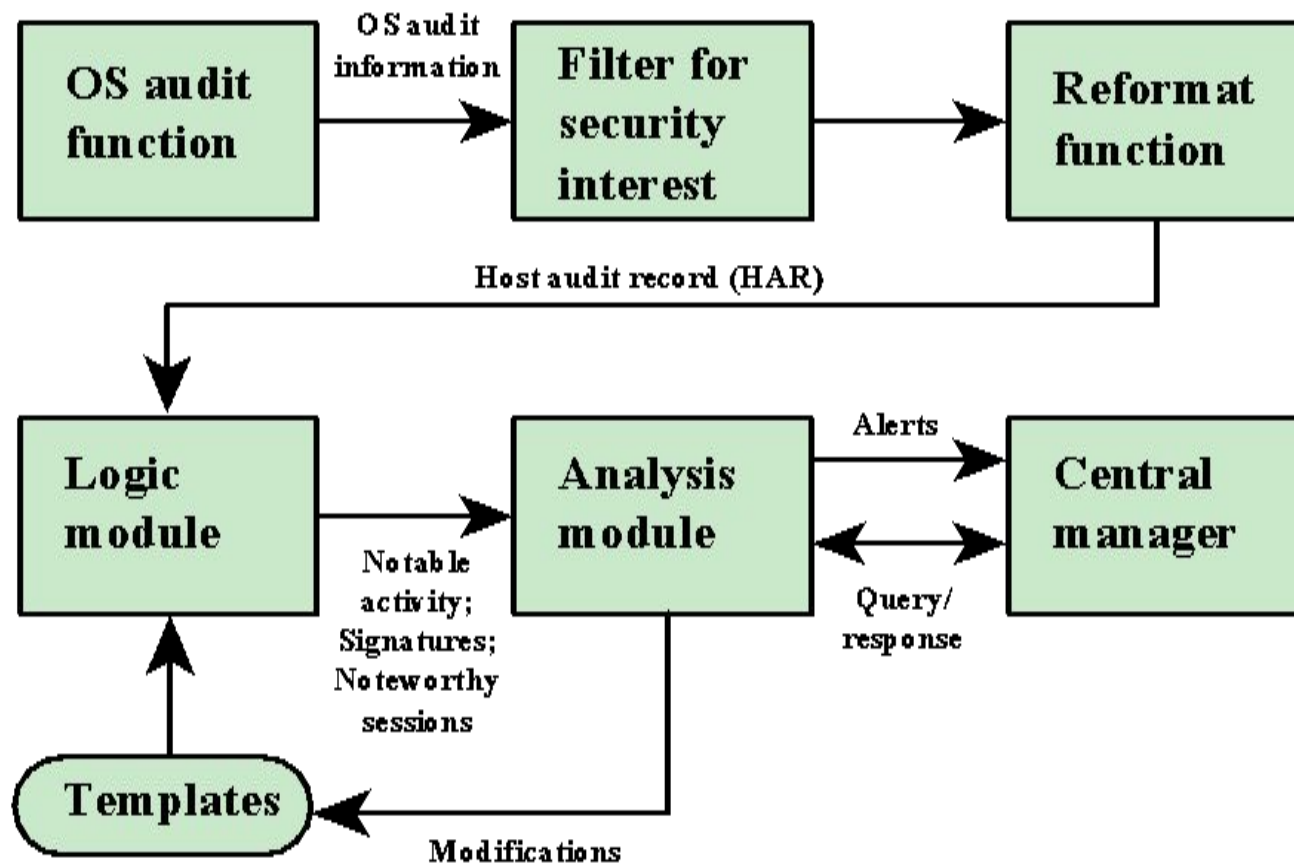 OS audit
function
OS audit
information
Filter for
security
interest
Reformat
function
Host audit record (HAR)
Logic
module
Notable
activity;
Signatures;
Noteworthy
sessions
Analysis
module
Alerts
Query/
response
Central
manager
Templates
Modifications